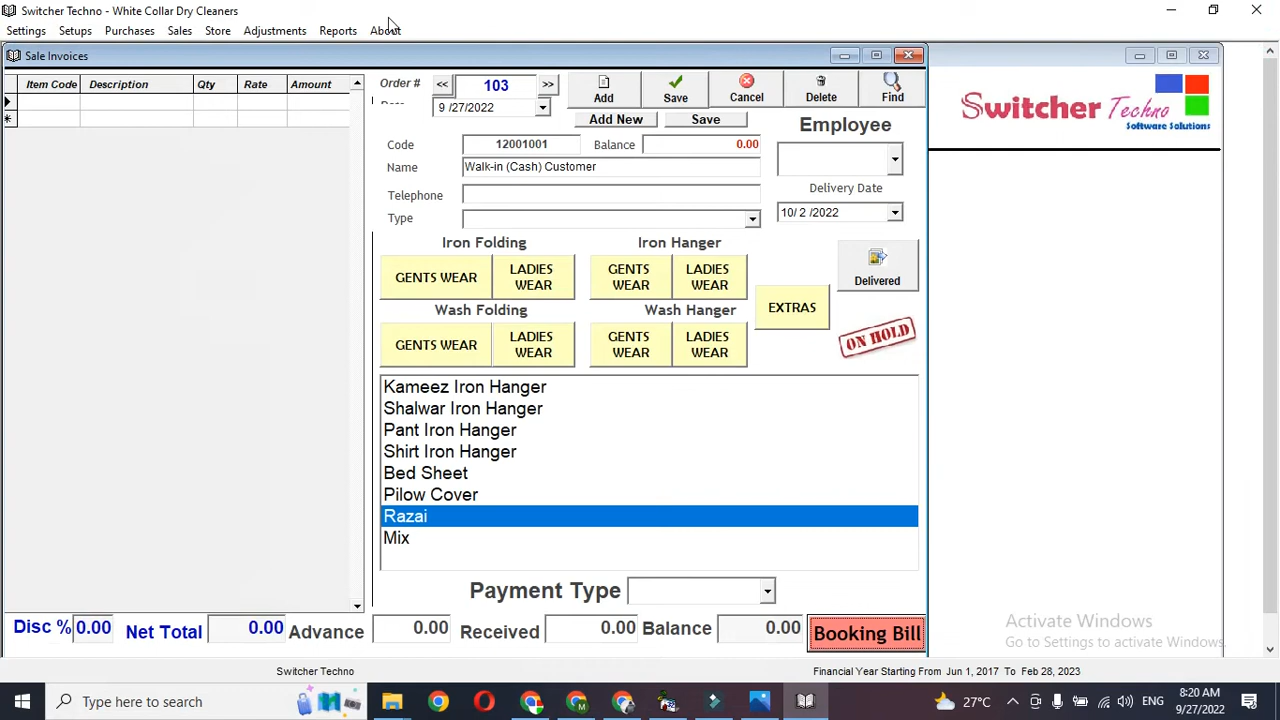 Switcher Techno - White Collar Dry Cleaners
Settings Setups Purchases Sales Store Adjustments Reports About
Sale Invoices
Item Code Description Qty Rate Amount
Order # << 103 >>
9 /27/2022
Add Save Cancel Delete Find
Add New Save
Employee
Code 12001001 Balance 0.00
Name Walk-in (Cash) Customer
Telephone
Delivery Date
Type
10/ 2 /2022
Iron Folding Iron Hanger
GENTS WEAR LADIES WEAR GENTS WEAR LADIES WEAR
Delivered
Wash Folding Wash Hanger
EXTRAS
GENTS WEAR LADIES WEAR GENTS WEAR LADIES WEAR
ON HOLD
Kameez Iron Hanger
Shalwar Iron Hanger
Pant Iron Hanger
Shirt Iron Hanger
Bed Sheet
Pilow Cover
Razai
Mix
Payment Type
Disc % 0.00 Net Total 0.00 Advance 0.00 Received 0.00 Balance 0.00 Booking Bill
Switcher Techno
Software Solutions
Activate Windows
Go to Settings to activate Windows.
Switcher Techno Financial Year Starting From Jun 1, 2017 To Feb 28, 2023
Type here to search
27°C
ENG
8:20 AM
9/27/2022